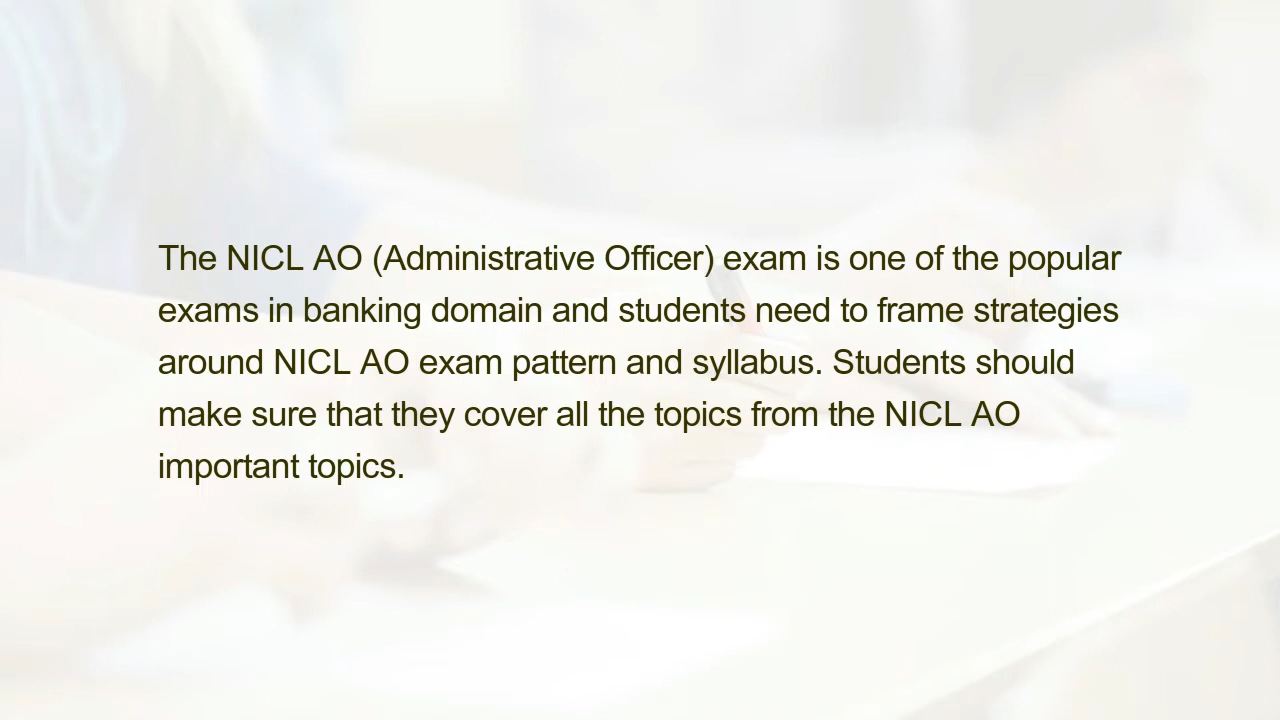 The NICL AO (Administrative Officer) exam is one of the popular
exams in banking domain and students need to frame strategies
around NICL AO exam pattern and syllabus. Students should
make sure that they cover all the topics from the NICL AO
important topics.